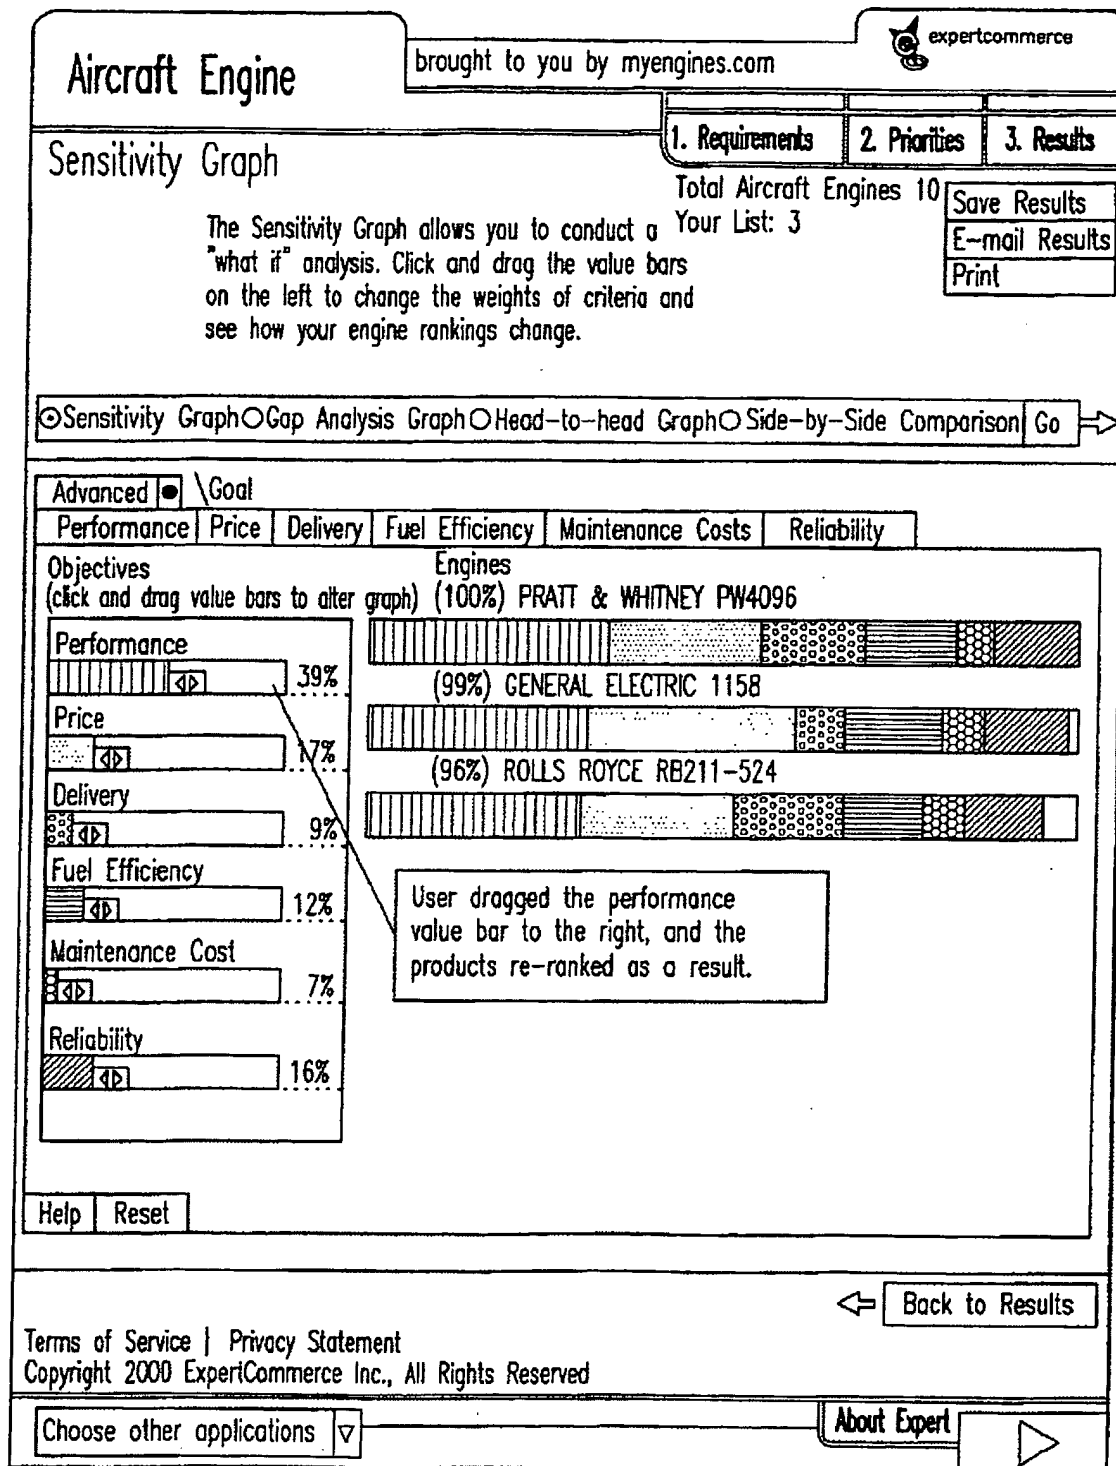 Aircraft Engine
brought to you by myengines.com
expertcommerce
1. Requirements
2. Priorities
3. Results
Sensitivity Graph
Total Aircraft Engines 10
Your List: 3
Save Results
E-mail Results
Print
The Sensitivity Graph allows you to conduct a
"what if" analysis. Click and drag the value bars
on the left to change the weights of criteria and
see how your engine rankings change.
Sensitivity Graph Gap Analysis Graph Head-to-head Graph Side-by-Side Comparison Go
Advanced \Goal
Performance Price Delivery Fuel Efficiency Maintenance Costs Reliability
Objectives
(click and drag value bars to alter graph)
Engines
(100%) PRATT & WHITNEY PW4096
(99%) GENERAL ELECTRIC 1158
(96%) ROLLS ROYCE RB211-524
Performance
39%
Price
17%
Delivery
9%
Fuel Efficiency
12%
Maintenance Cost
7%
Reliability
16%
User dragged the performance
value bar to the right, and the
products re-ranked as a result.
Help Reset
Back to Results
Terms of Service | Privacy Statement
Copyright 2000 ExpertCommerce Inc., All Rights Reserved
Choose other applications
About Expert